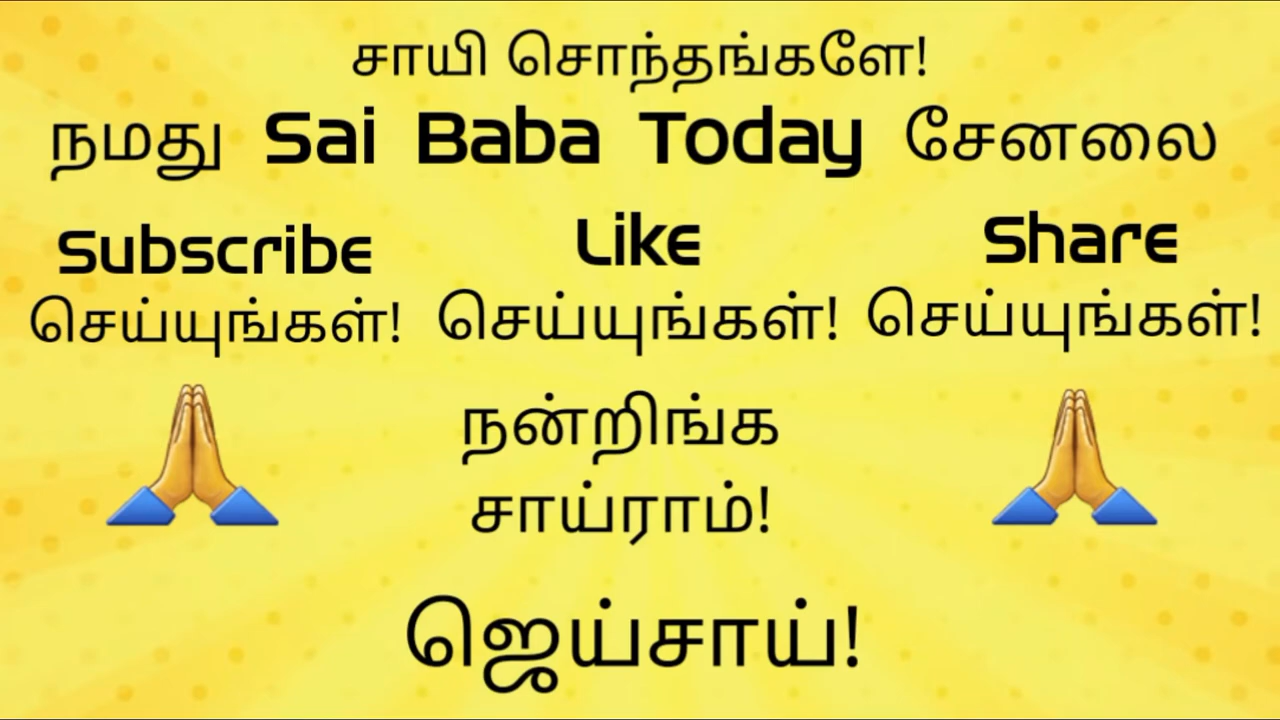 சாயி சொந்தங்களே!
நமது Sai Baba Today சேனலை
Subscribe Like Share
செய்யுங்கள்! செய்யுங்கள்! செய்யுங்கள்!
நன்றிங்க
சாய்ராம்!
ஜெய்சாய்!